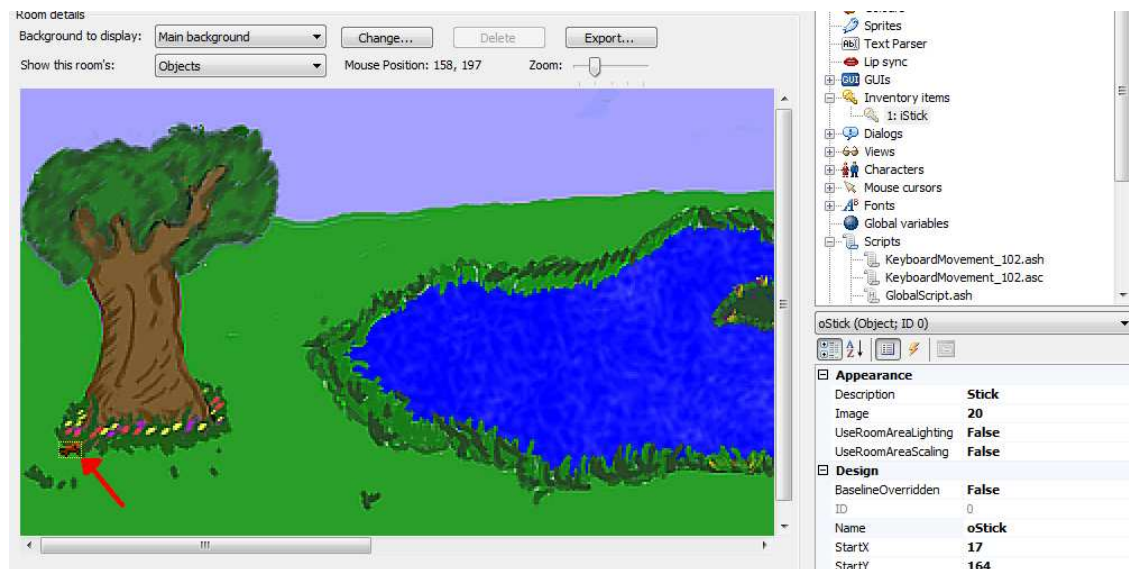 Room details
Background to display: Main background Change... Delete Export...
Show this room's: Objects Mouse Position: 158, 197 Zoom:
Sprites
Text Parser
Lip sync
GUI GUIs
Inventory items
1: iStick
Dialogs
Views
Characters
Mouse cursors
Fonts
Global variables
Scripts
KeyboardMovement_102.ash
KeyboardMovement_102.asc
GlobalScript.ash
oStick (Object; ID 0)
Appearance
Description Stick
Image 20
UseRoomAreaLighting False
UseRoomAreaScaling False
Design
BaselineOverridden False
ID 0
Name oStick
StartX 17
StartY 164